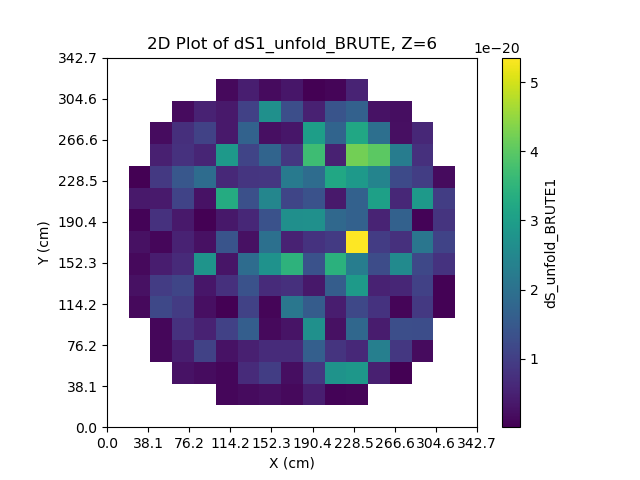 2D Plot of dS1_unfold_BRUTE, Z=6
1e−20
342.7
304.6
266.6
228.5
190.4
152.3
114.2
76.2
38.1
0.0
Y (cm)
0.0 38.1 76.2 114.2 152.3 190.4 228.5 266.6 304.6 342.7
X (cm)
5
4
3
2
1
dS_unfold_BRUTE1